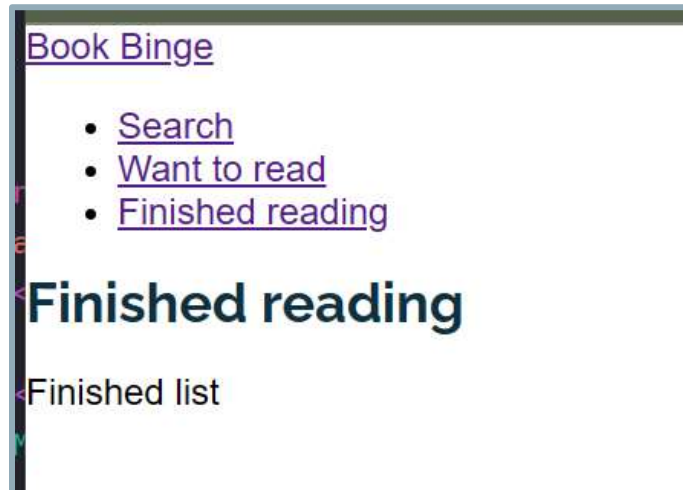 Book Binge
Search
Want to read
Finished reading
Finished reading
Finished list